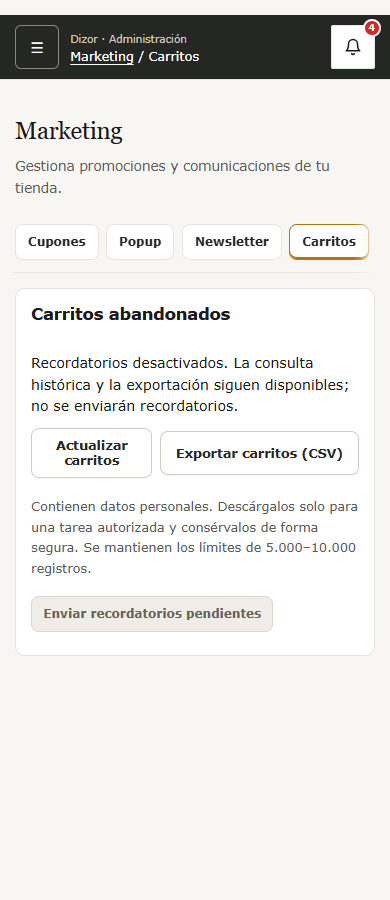 Dizor · Administración
Marketing / Carritos
4
Marketing
Gestiona promociones y comunicaciones de tu
tienda.
Cupones
Popup
Newsletter
Carritos
Carritos abandonados
Recordatorios desactivados. La consulta
histórica y la exportación siguen disponibles;
no se enviarán recordatorios.
Actualizar
carritos
Exportar carritos (CSV)
Contienen datos personales. Descárgalos solo para
una tarea autorizada y consérvalos de forma
segura. Se mantienen los límites de 5.000–10.000
registros.
Enviar recordatorios pendientes